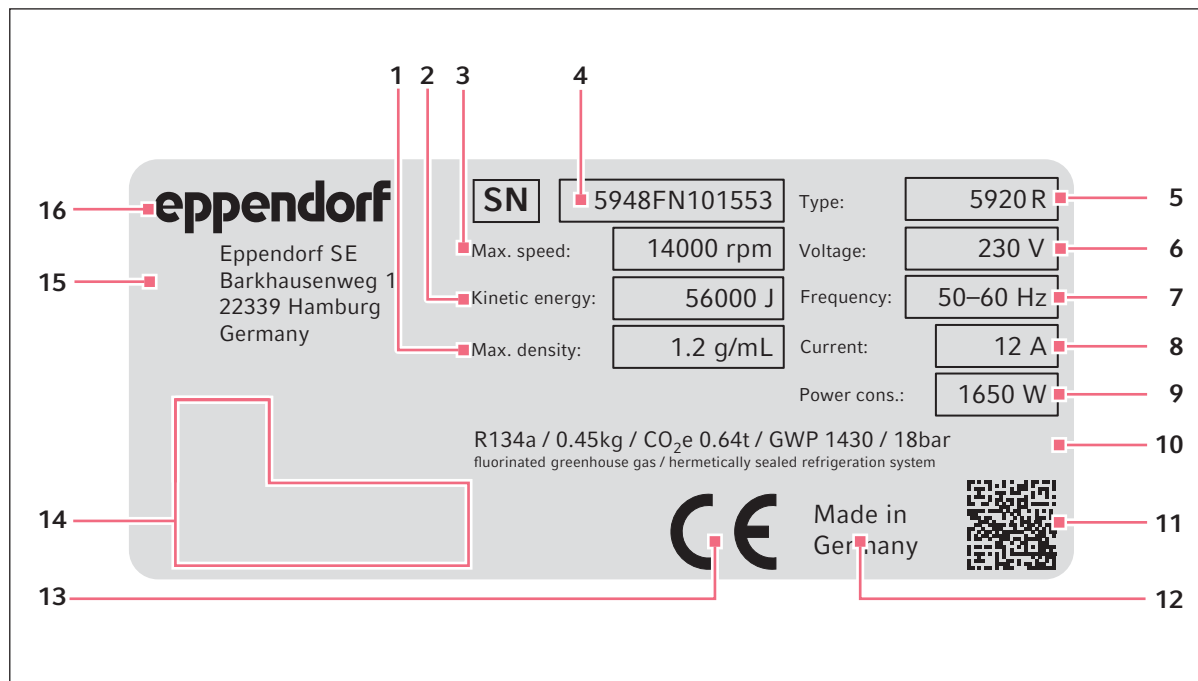 1 2 3 4
16
eppendorf
SN 5948FN101553 Type: 5920 R
5
15
Eppendorf SE
Barkhausenweg 1
22339 Hamburg
Germany
Max. speed: 14000 rpm Voltage: 230 V
6
2 Kinetic energy: 56000 J Frequency: 50–60 Hz
7
Max. density: 1.2 g/mL Current: 12 A
8
Power cons.: 1650 W
9
R134a / 0.45kg / CO₂e 0.64t / GWP 1430 / 18bar
10
fluorinated greenhouse gas / hermetically sealed refrigeration system
14
CE
Made in
Germany
11
13
12